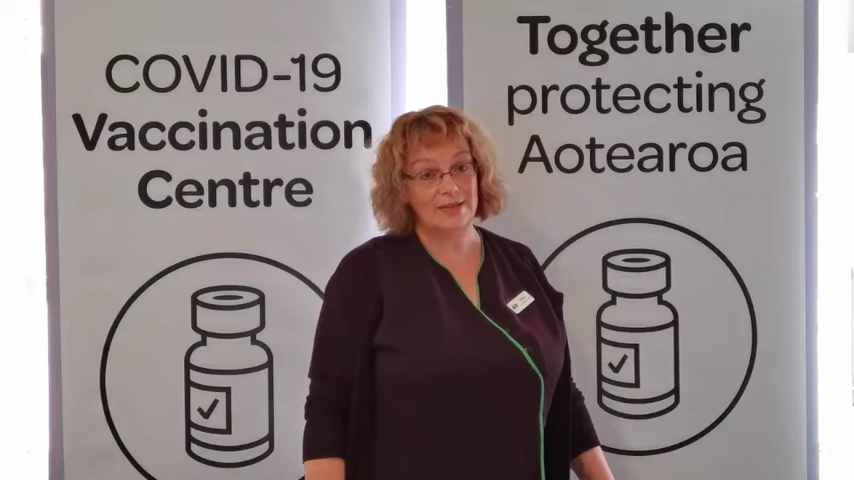 COVID-19
Vaccination
Centre
Together
protecting
Aotearoa